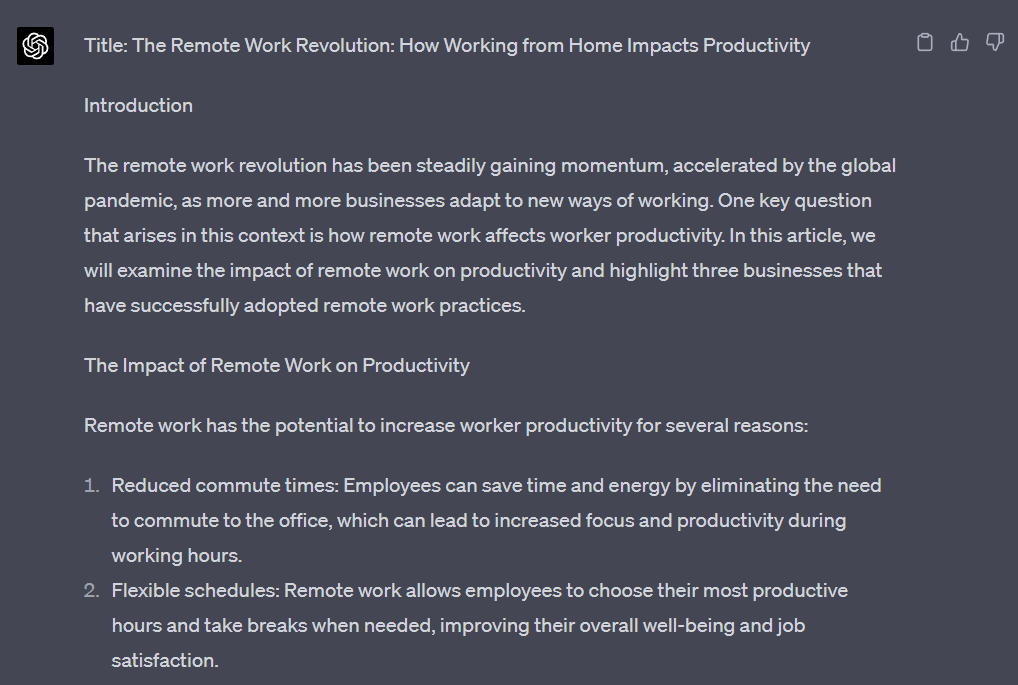 Title: The Remote Work Revolution: How Working from Home Impacts Productivity
Introduction
The remote work revolution has been steadily gaining momentum, accelerated by the global
pandemic, as more and more businesses adapt to new ways of working. One key question
that arises in this context is how remote work affects worker productivity. In this article, we
will examine the impact of remote work on productivity and highlight three businesses that
have successfully adopted remote work practices.
The Impact of Remote Work on Productivity
Remote work has the potential to increase worker productivity for several reasons:
1. Reduced commute times: Employees can save time and energy by eliminating the need
to commute to the office, which can lead to increased focus and productivity during
working hours.
2. Flexible schedules: Remote work allows employees to choose their most productive
hours and take breaks when needed, improving their overall well-being and job
satisfaction.